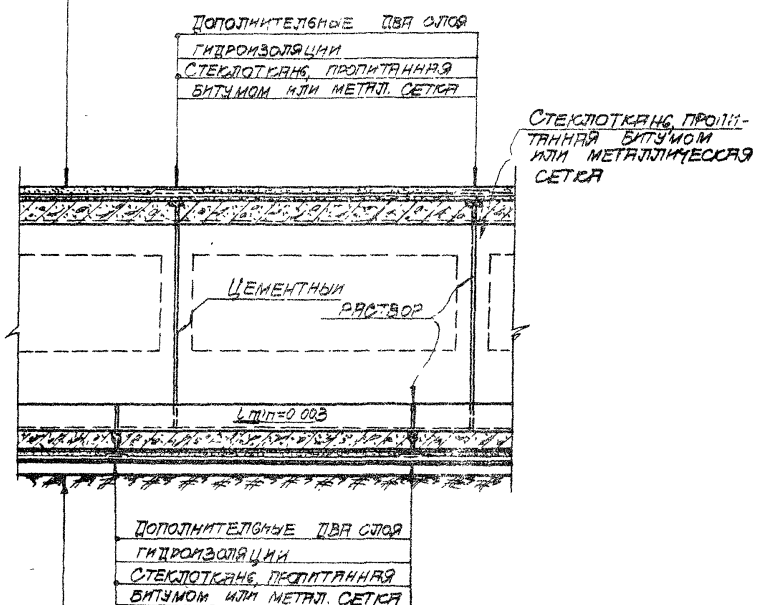 ДОПОЛНИТЕЛЬНЫЕ ДВА СЛОЯ
ГИДРОИЗОЛЯЦИИ
СТЕКЛОТКАНЬ, ПРОПИТАННАЯ
БИТУМОМ ИЛИ МЕТАЛ. СЕТКА
СТЕКЛОТКАНЬ, ПРОПИ-
ТАННАЯ БИТУМОМ
ИЛИ МЕТАЛЛИЧЕСКАЯ
СЕТКА
ЦЕМЕНТНЫЙ
РАСТВОР
imin=0.003
ДОПОЛНИТЕЛЬНЫЕ ДВА СЛОЯ
ГИДРОИЗОЛЯЦИИ
СТЕКЛОТКАНЬ, ПРОПИТАННАЯ
БИТУМОМ ИЛИ МЕТАЛ. СЕТКА